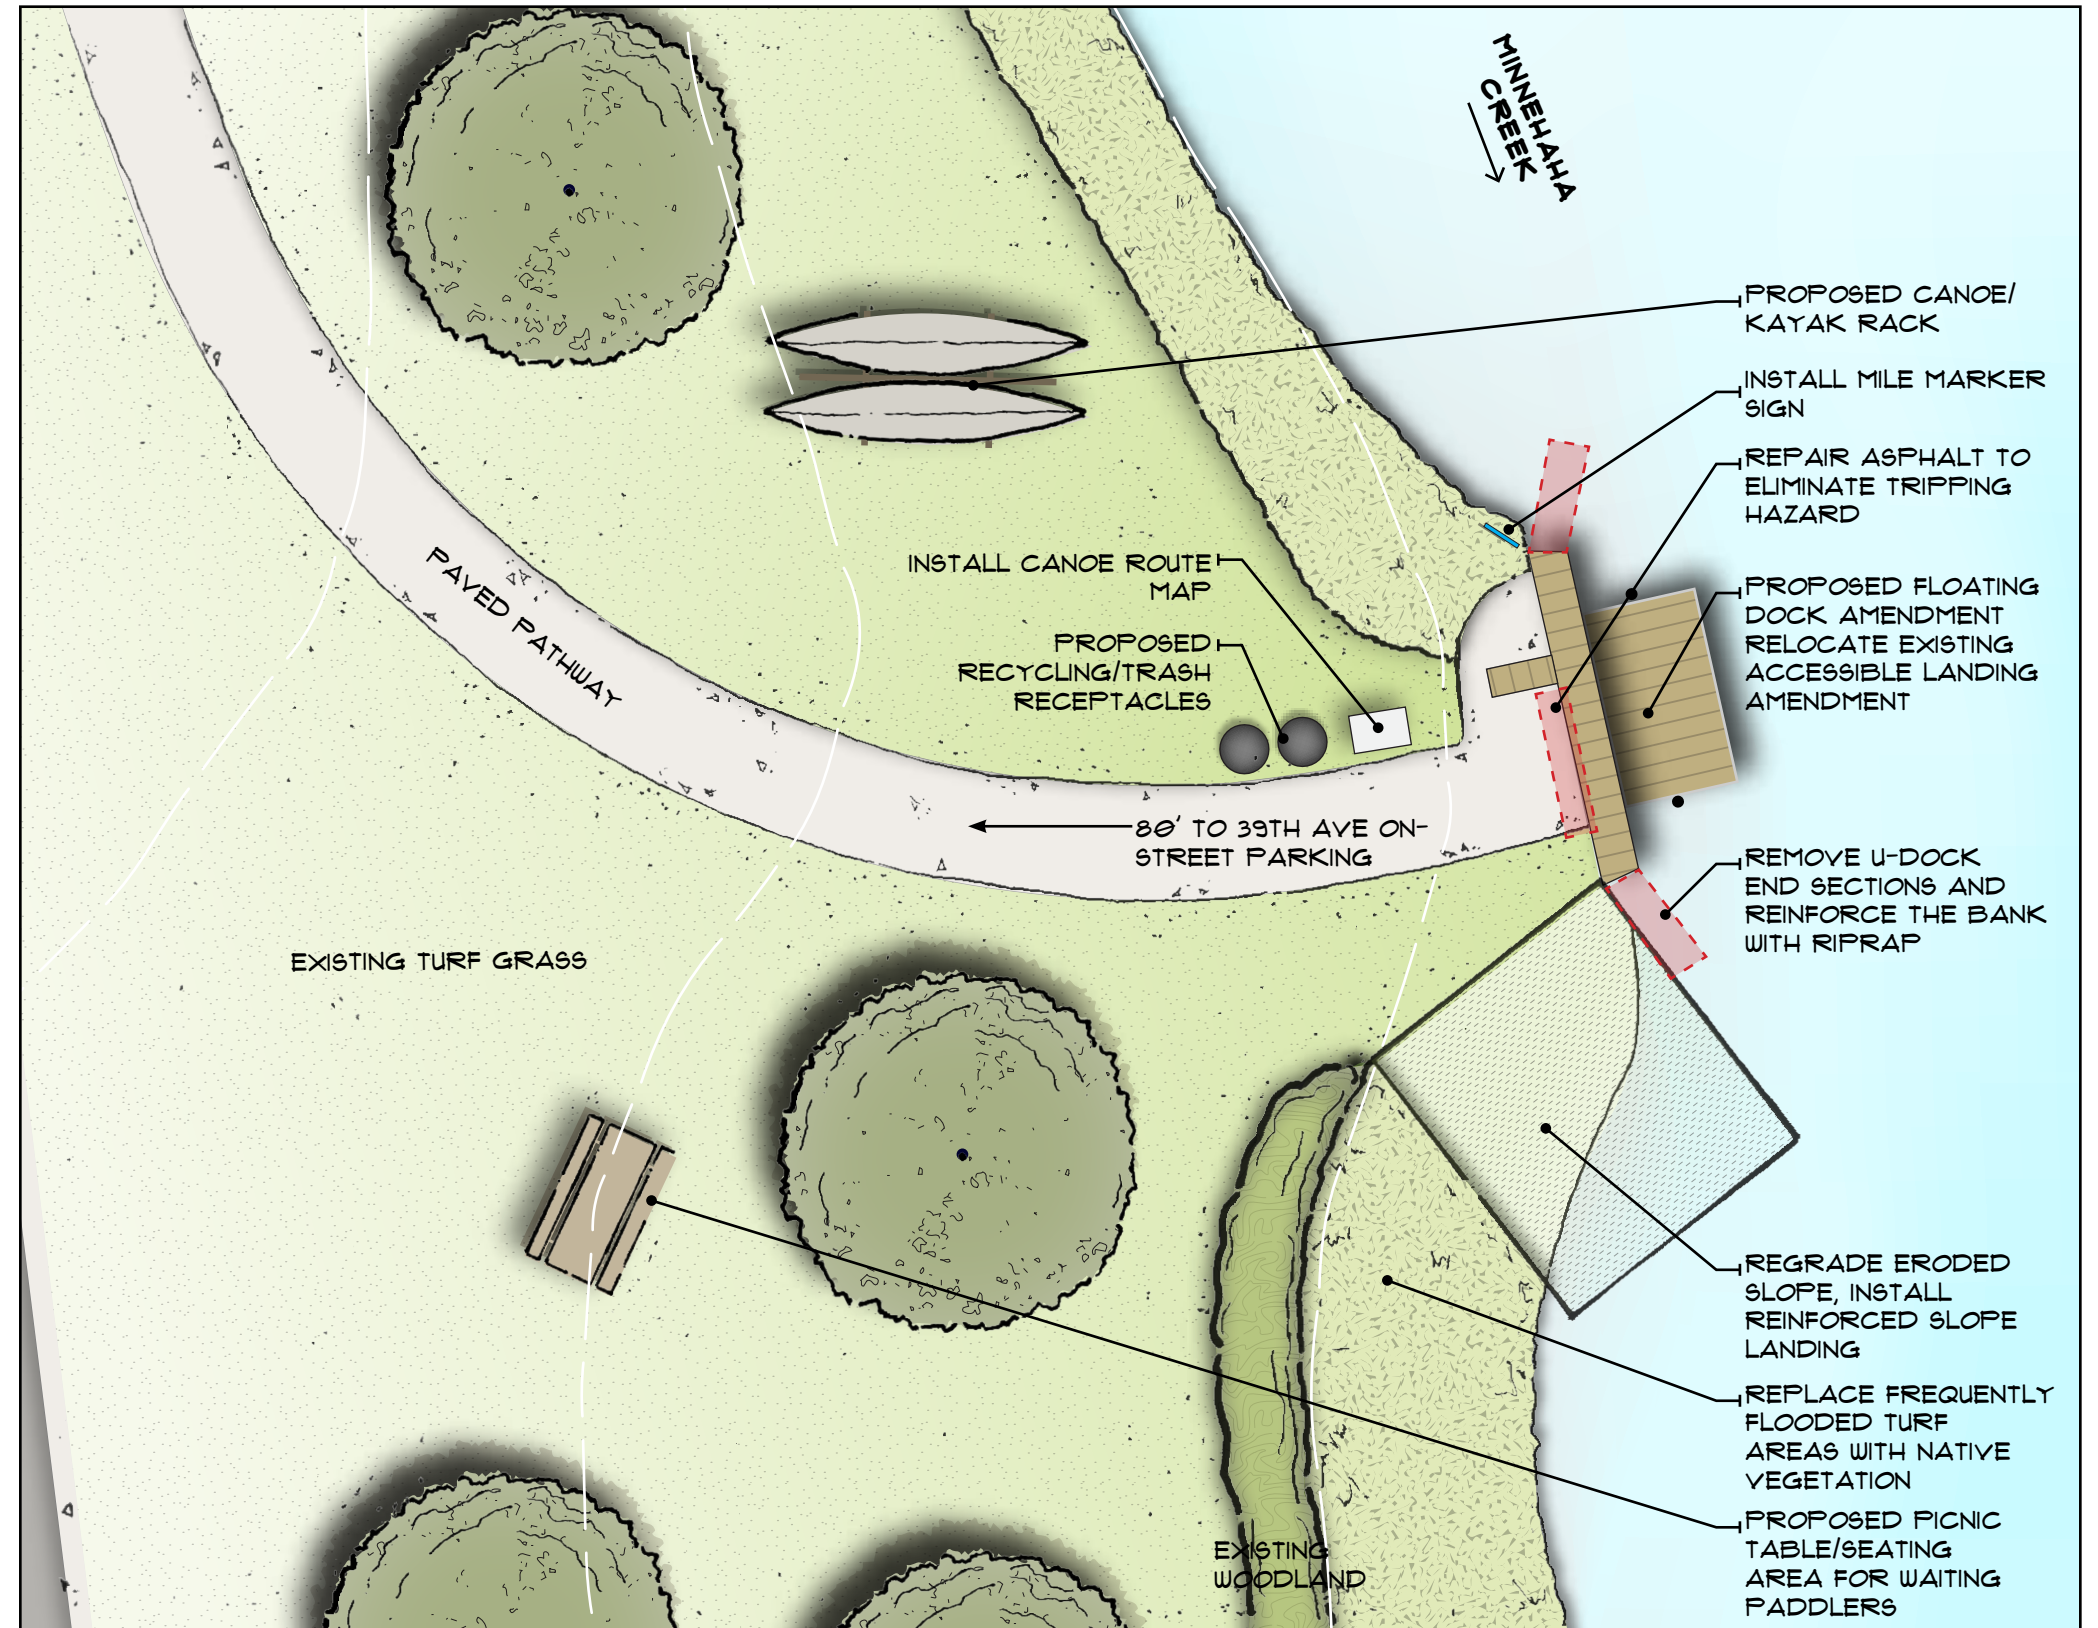 MINNEHAHA
CREEK
PROPOSED CANOE/
KAYAK RACK
INSTALL MILE MARKER
SIGN
REPAIR ASPHALT TO
ELIMINATE TRIPPING
HAZARD
INSTALL CANOE ROUTE
MAP
PROPOSED
RECYCLING/TRASH
RECEPTACLES
PROPOSED FLOATING
DOCK AMENDMENT
RELOCATE EXISTING
ACCESSIBLE LANDING
AMENDMENT
PAVED PATHWAY
80' TO 39TH AVE ON-
STREET PARKING
REMOVE U-DOCK
END SECTIONS AND
REINFORCE THE BANK
WITH RIPRAP
EXISTING TURF GRASS
REGRADE ERODED
SLOPE, INSTALL
REINFORCED SLOPE
LANDING
REPLACE FREQUENTLY
FLOODED TURF
AREAS WITH NATIVE
VEGETATION
PROPOSED PICNIC
TABLE/SEATING
AREA FOR WAITING
PADDLERS
EXISTING
WOODLAND